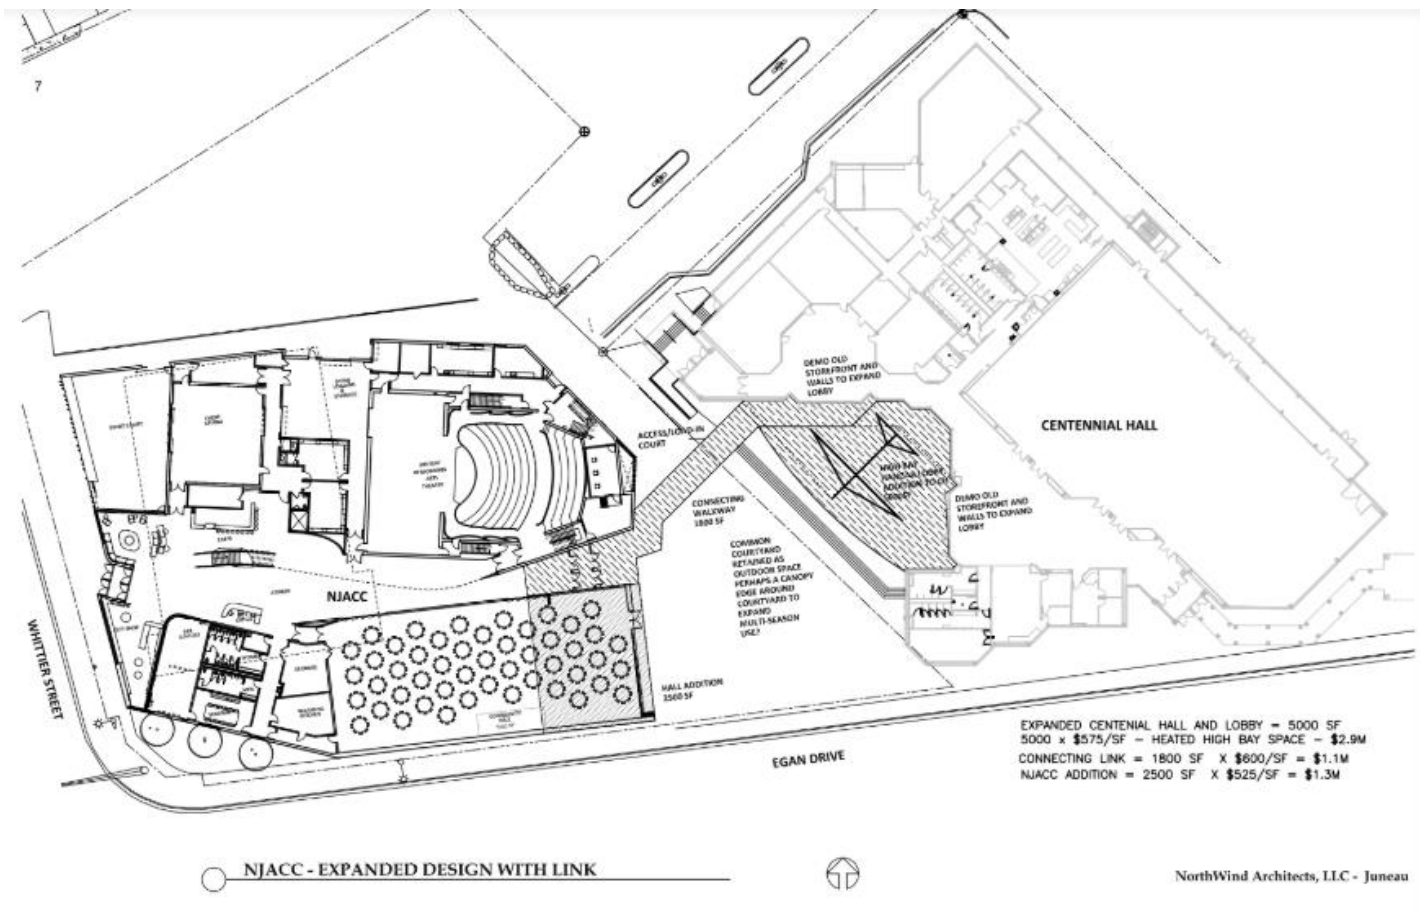 7
DEMO OLD
STOREFRONT AND
WALLS TO EXPAND
LOBBY
CENTENNIAL HALL
ACCESS/LOAD-IN
COURT
HIGH BAY
DEMO OLD
STOREFRONT AND
WALLS TO EXPAND
LOBBY
CONNECTING
WALKWAY
1800 SF
COMMON
COURTYARD
RETAINED AS
OUTDOOR SPACE
PERHAPS A CANOPY
EDGE AROUND
COURTYARD TO
EXPAND
MULTI-SEASON
USE?
NJACC
HALL ADDITION
WHITTIER STREET
EGAN DRIVE
EXPANDED CENTENIAL HALL AND LOBBY = 5000 SF
5000 x $575/SF - HEATED HIGH BAY SPACE - $2.9M
CONNECTING LINK = 1800 SF X $600/SF = $1.1M
NJACC ADDITION = 2500 SF X $525/SF = $1.3M
NJACC - EXPANDED DESIGN WITH LINK
NorthWind Architects, LLC - Juneau